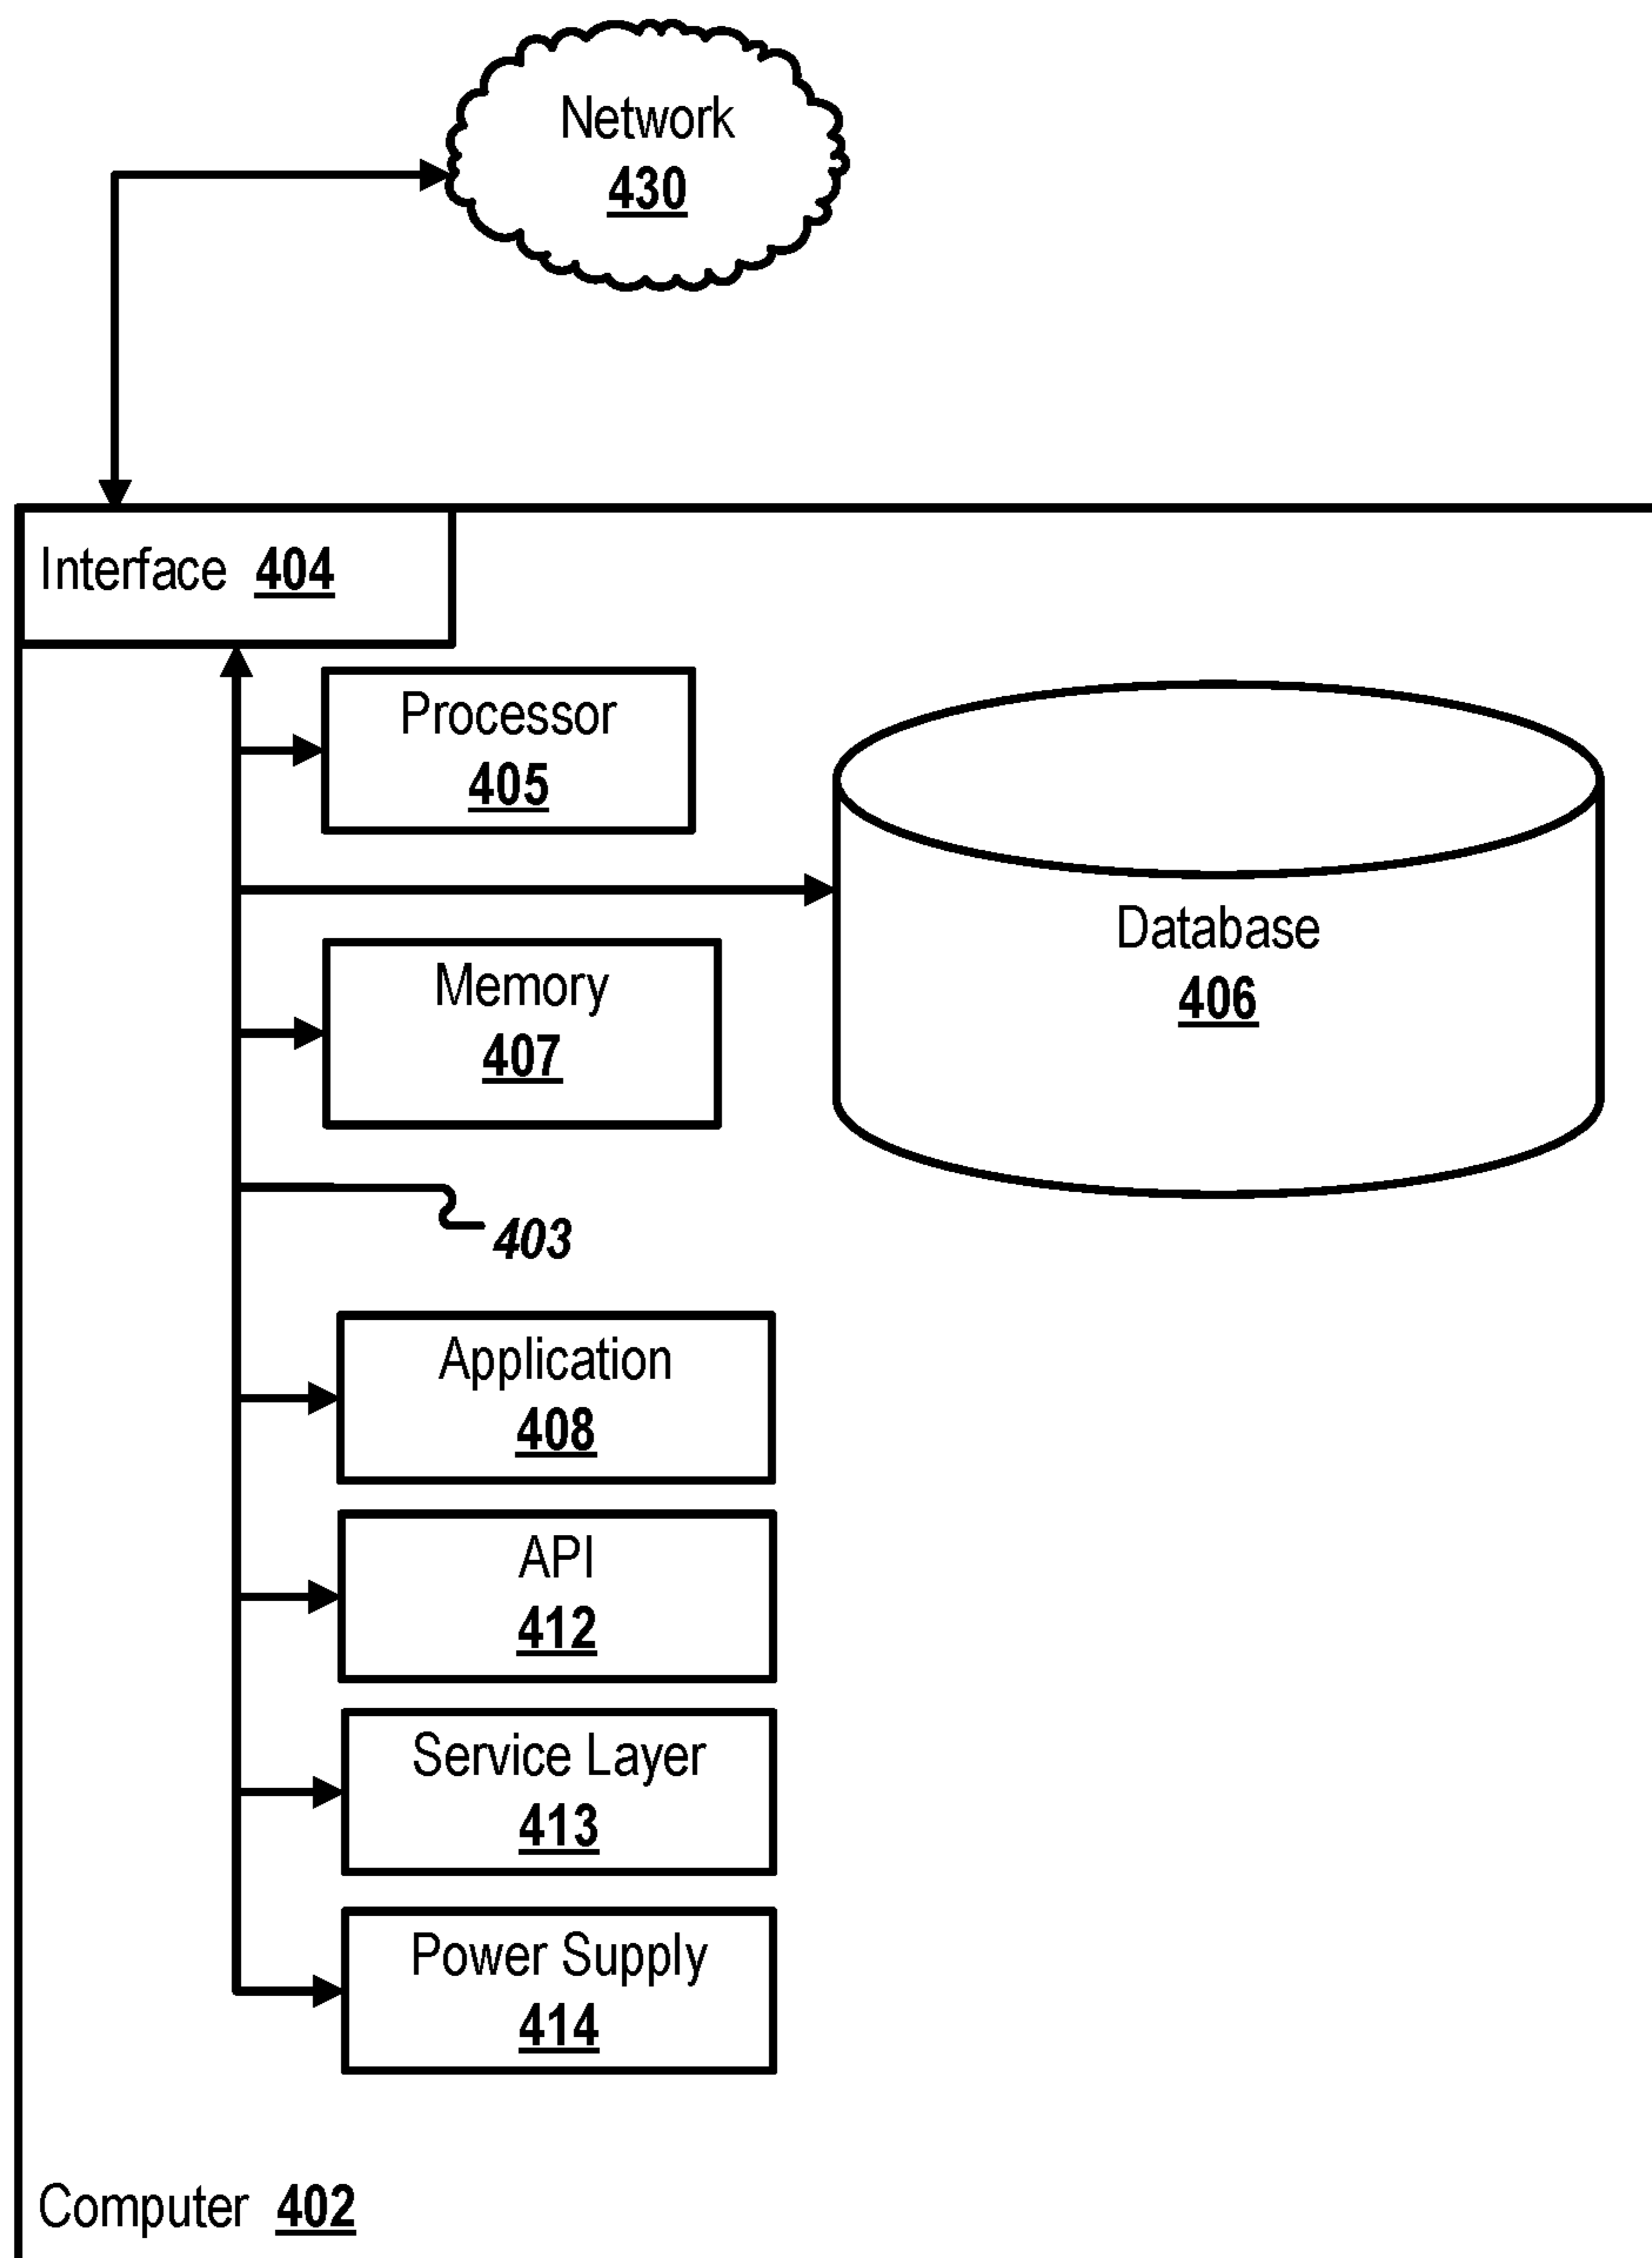 Network
430
Interface 404
Processor
405
Database
406
Memory
407
403
Application
408
API
412
Service Layer
413
Power Supply
414
Computer 402